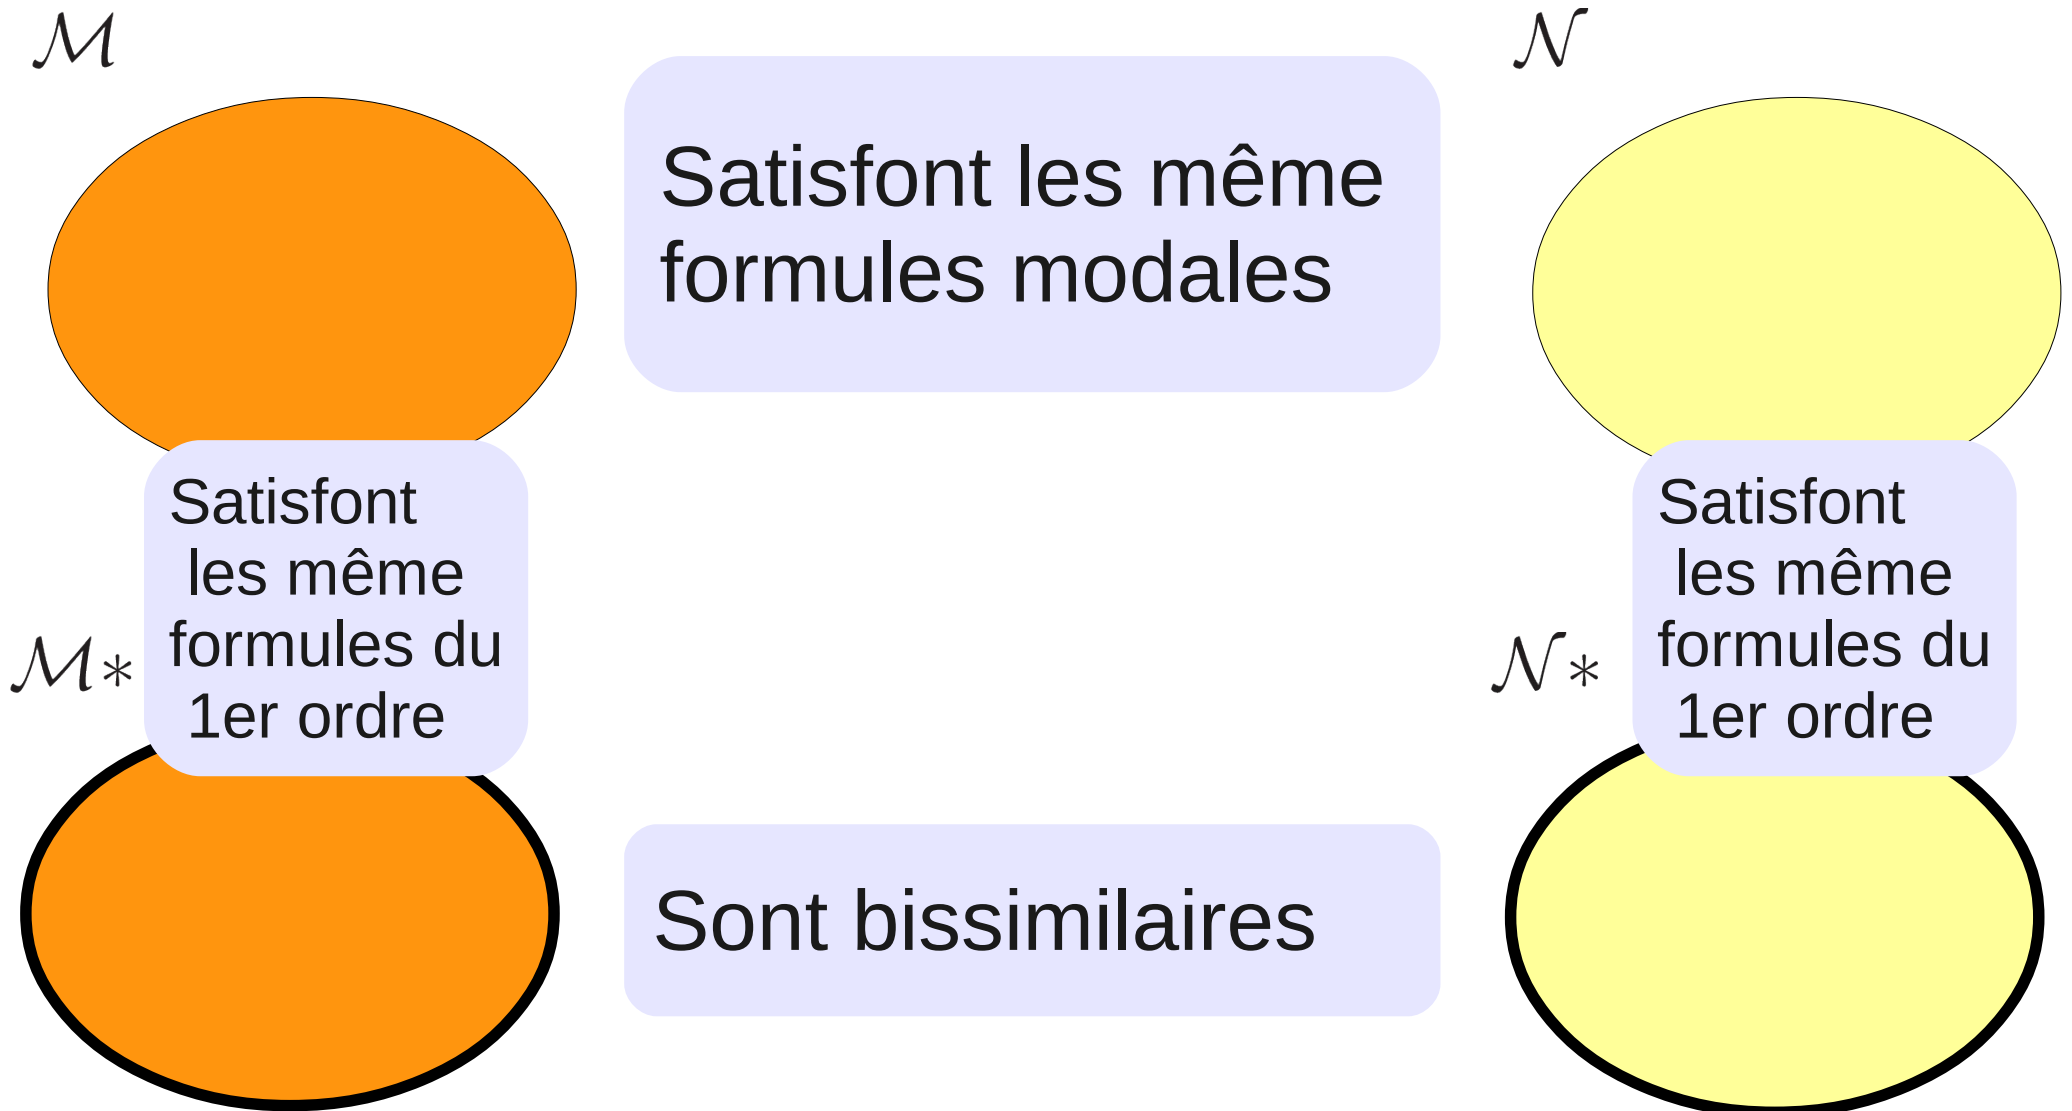 ℳ
𝒩
Satisfont les même
formules modales
Satisfont
les même
formules du
1er ordre
Satisfont
les même
formules du
1er ordre
ℳ*
𝒩*
Sont bissimilaires